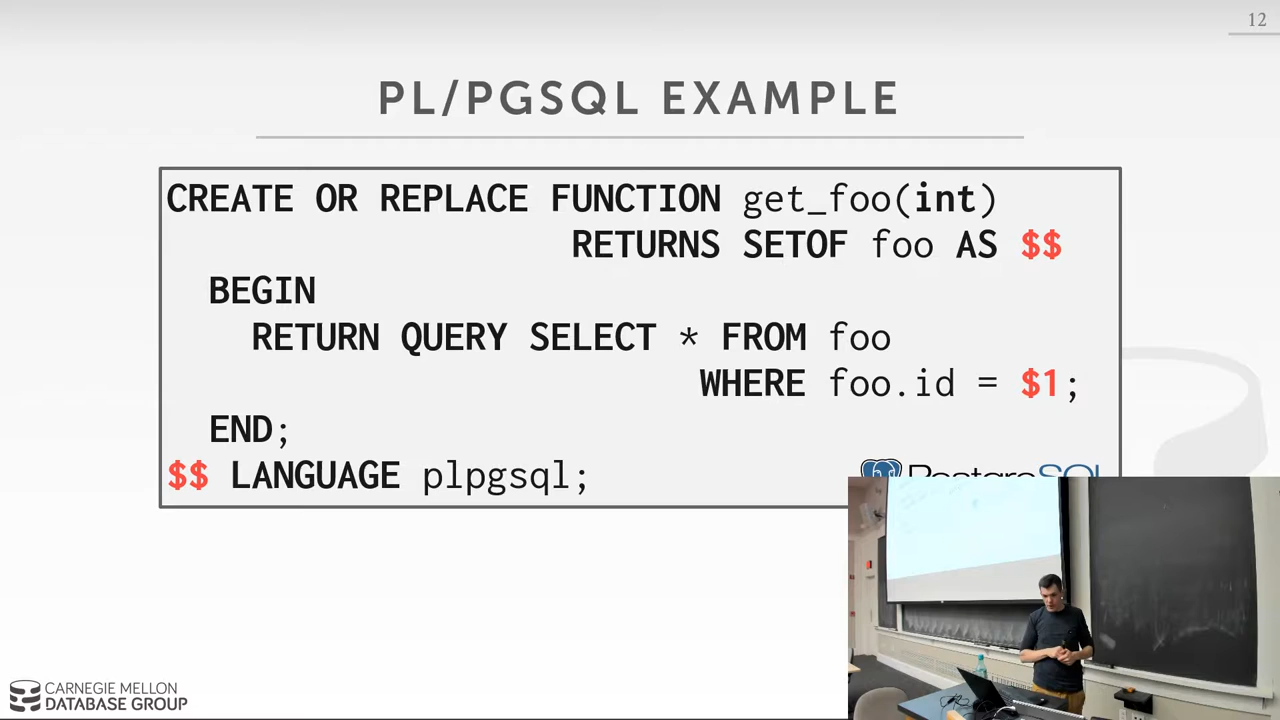 12
PL/PGSQL EXAMPLE
CREATE OR REPLACE FUNCTION get_foo(int)
RETURNS SETOF foo AS $$
BEGIN
RETURN QUERY SELECT * FROM foo
WHERE foo.id = $1;
END;
$$ LANGUAGE plpgsql;
PostgreSQL
CARNEGIE MELLON
DATABASE GROUP